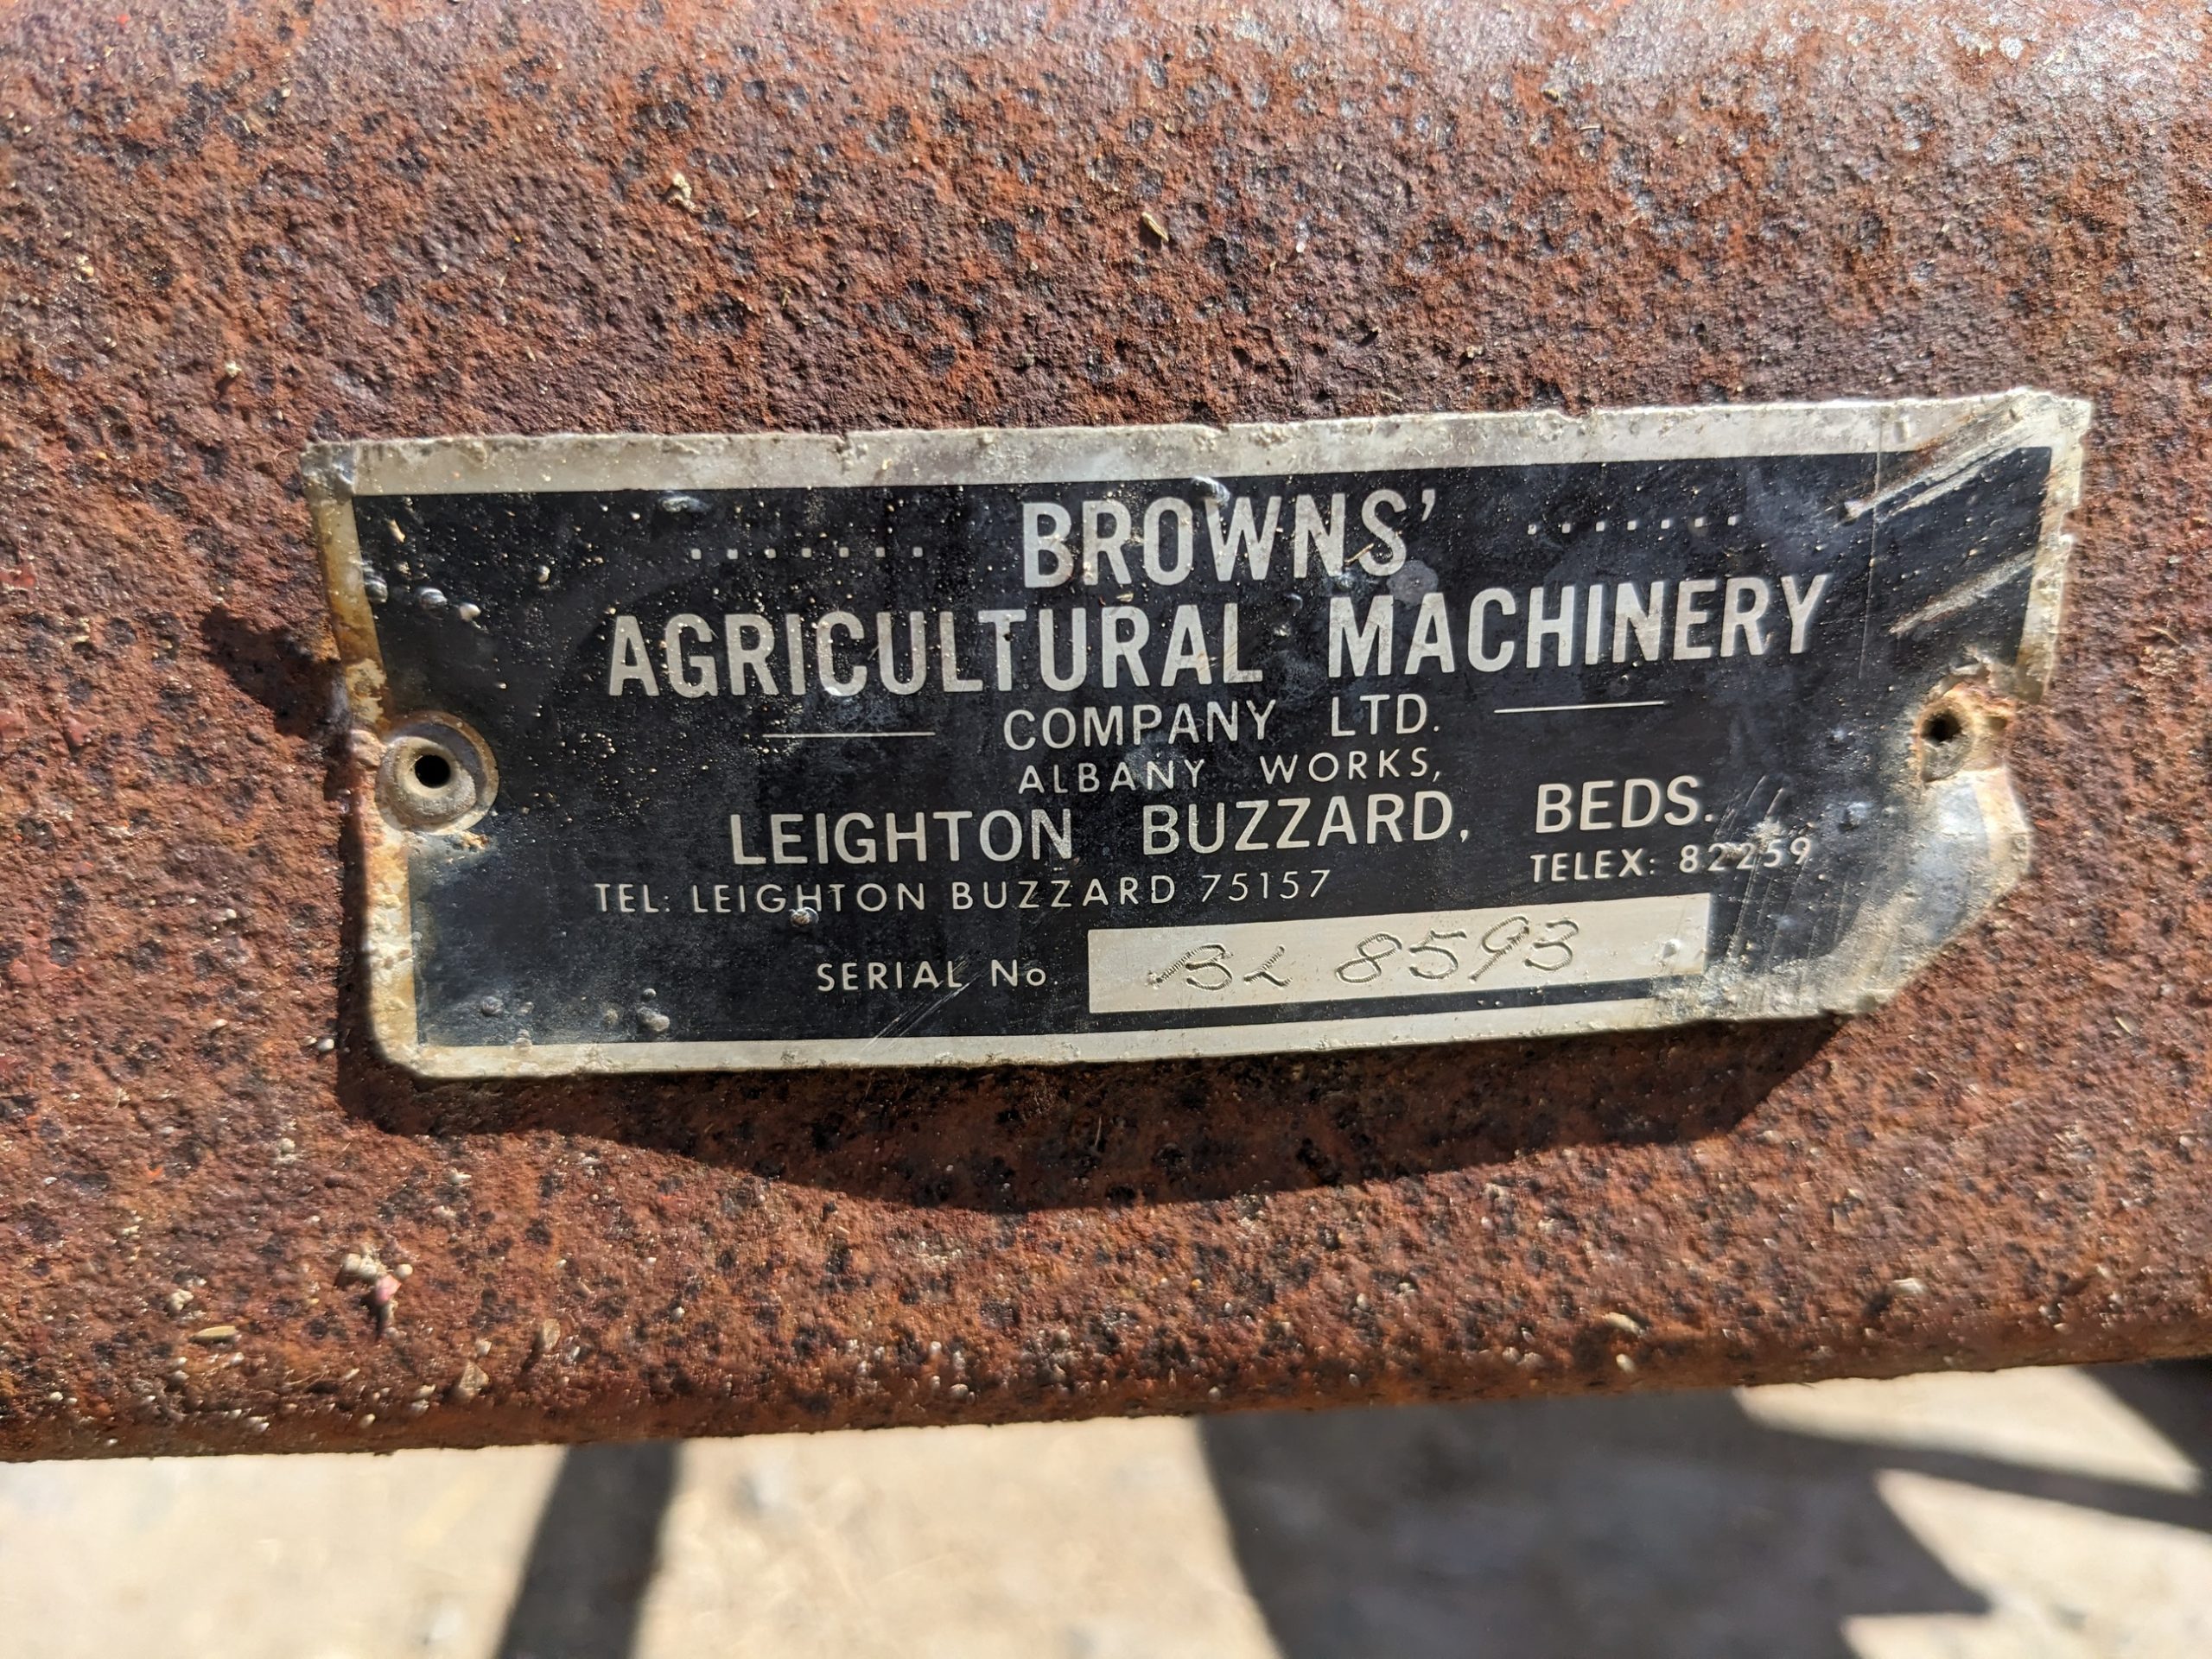 BROWNS'
AGRICULTURAL MACHINERY
COMPANY LTD.
ALBANY WORKS,
LEIGHTON BUZZARD, BEDS.
TEL: LEIGHTON BUZZARD 75157 TELEX: 82259
SERIAL No. 8593